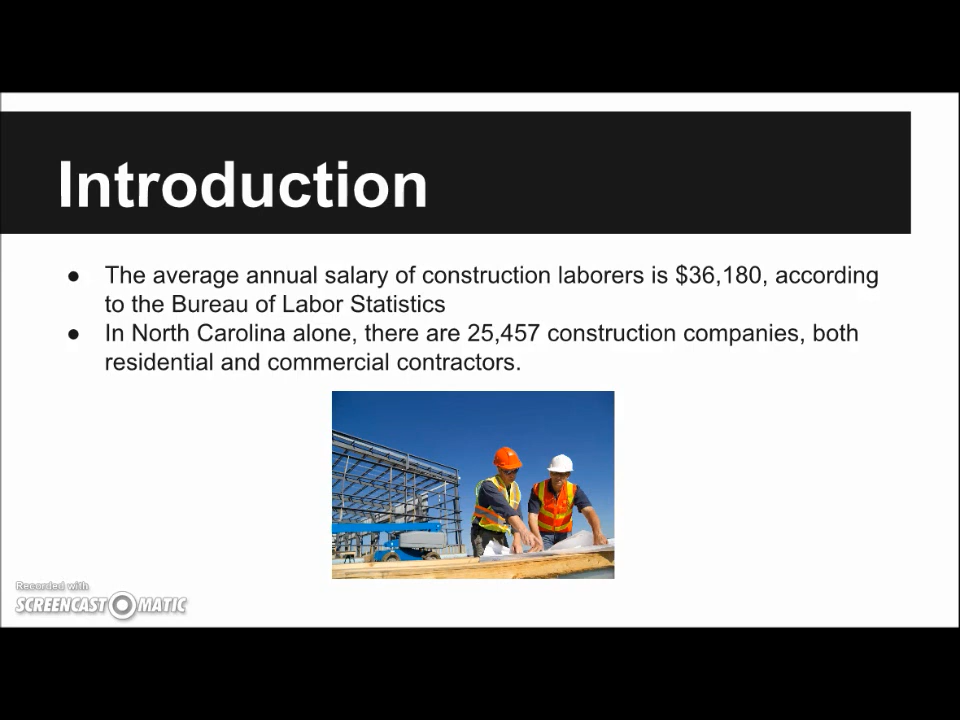 Introduction
● The average annual salary of construction laborers is $36,180, according
to the Bureau of Labor Statistics
● In North Carolina alone, there are 25,457 construction companies, both
residential and commercial contractors.
Recorded with
SCREENCAST MATIC